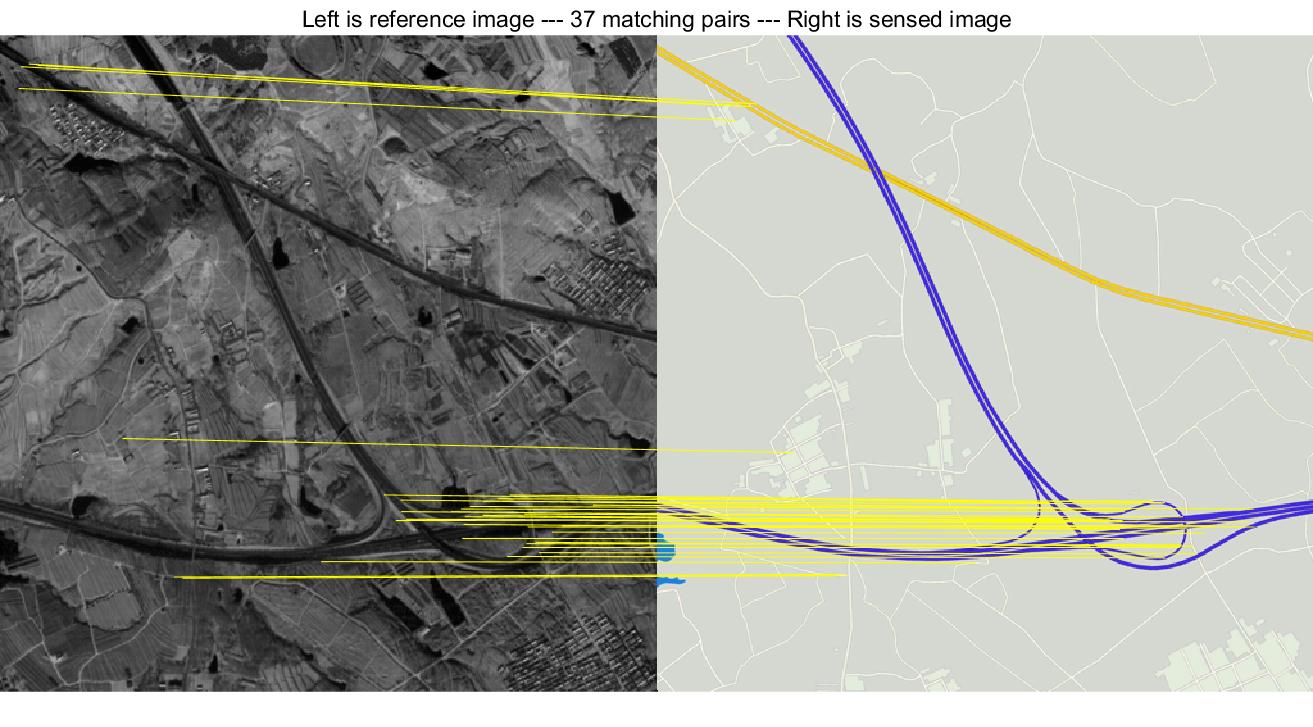 Left is reference image --- 37 matching pairs --- Right is sensed image